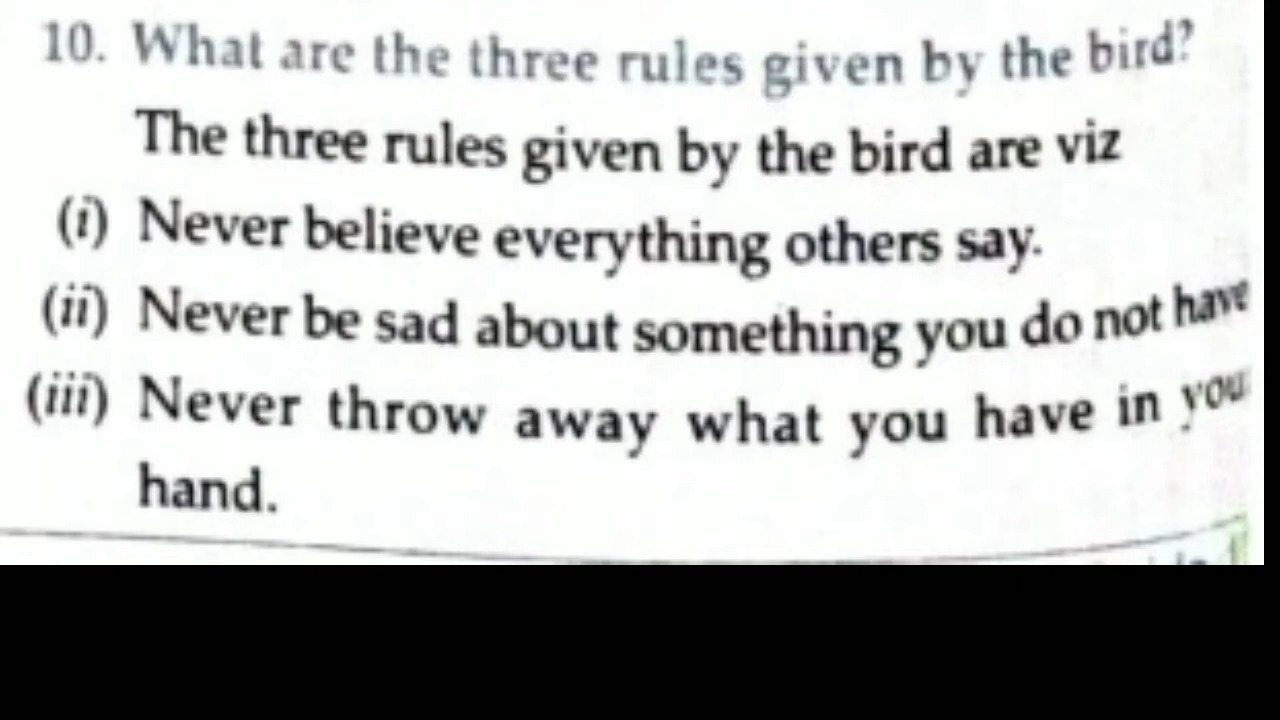 10. What are the three rules given by the bird?
The three rules given by the bird are viz
(i) Never believe everything others say.
(ii) Never be sad about something you do not have
(iii) Never throw away what you have in you
hand.